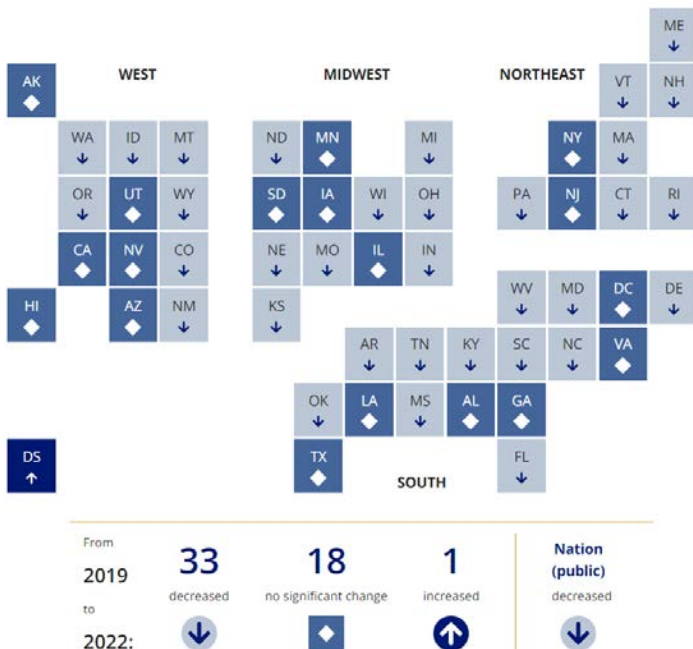 ME
AK
WEST
MIDWEST
NORTHEAST
VT
NH
WA
ID
MT
ND
MN
MI
NY
MA
OR
UT
WY
SD
IA
WI
OH
PA
NJ
CT
RI
CA
NV
CO
NE
MO
IL
IN
HI
AZ
NM
KS
WV
MD
DC
DE
AR
TN
KY
SC
NC
VA
OK
LA
MS
AL
GA
DS
TX
SOUTH
FL
From
2019
to
2022:
33
decreased
18
no significant change
1
increased
Nation
(public)
decreased